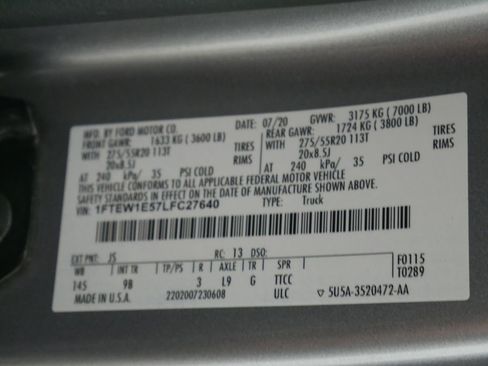 MFD. BY FORD MOTOR CO. DATE: 07/20 GVWR: 3175 KG (7000 LB)
FRONT GAWR: 1633 KG (3600 LB) REAR GAWR: 1724 KG (3800 LB)
WITH 275/55R20 113T TIRES WITH 275/55R20 113T TIRES
20x8.5J RIMS 20x8.5J RIMS
AT 240 kPa/ 35 PSI COLD AT 240 kPa/ 35 PSI COLD
THIS VEHICLE CONFORMS TO ALL APPLICABLE FEDERAL MOTOR VEHICLE
SAFETY STANDARDS IN EFFECT ON THE DATE OF MANUFACTURE SHOWN ABOVE.
VIN: 1FTEW1E57LFC27640 TYPE: Truck
EXT PNT: JS RC: 13 DSO: F0115
WB INT TR TP/PS R AXLE TR SPR T0289
145 9B 3 L9 G TTCC
MADE IN U.S.A. 2202007230608 ULC ▽ 5U5A-3520472-AA